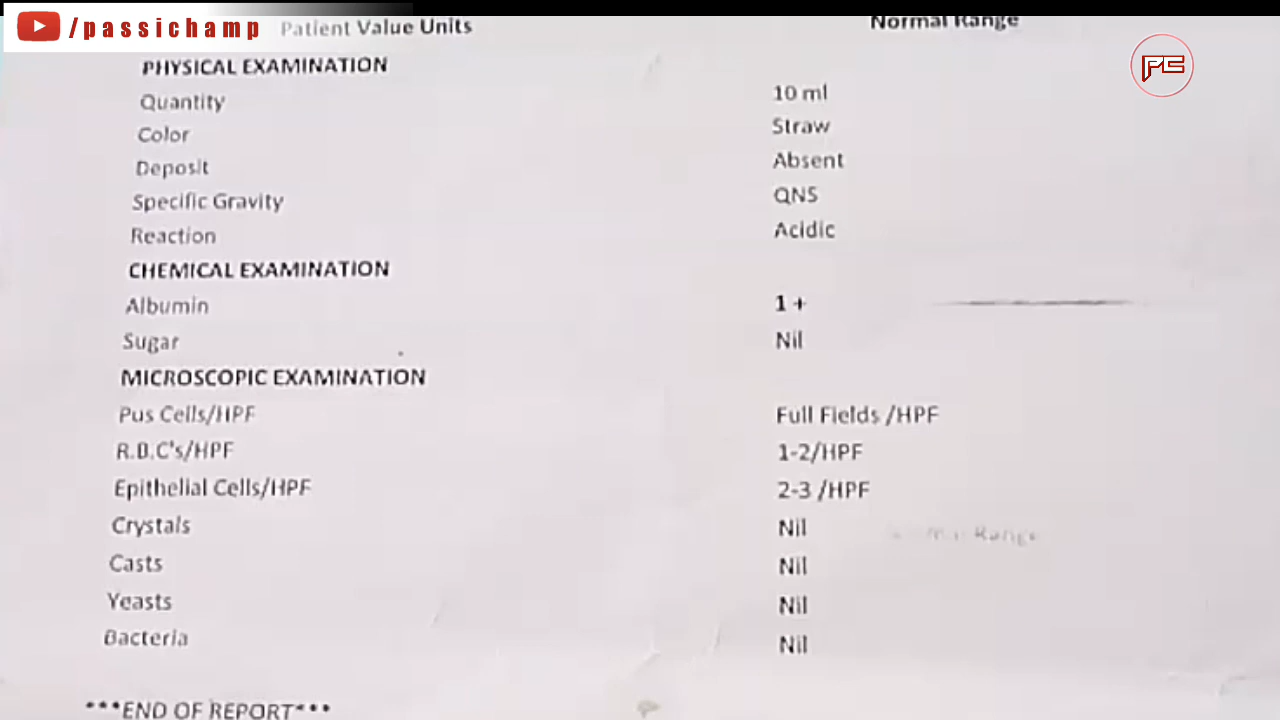 /passichamp
Patient Value Units Normal Range
PC
PHYSICAL EXAMINATION
Quantity 10 ml
Color Straw
Deposit Absent
Specific Gravity QNS
Reaction Acidic
CHEMICAL EXAMINATION
Albumin 1 +
Sugar Nil
MICROSCOPIC EXAMINATION
Pus Cells/HPF Full Fields /HPF
R.B.C's/HPF 1-2/HPF
Epithelial Cells/HPF 2-3 /HPF
Crystals Nil
Range
Casts Nil
Yeasts Nil
Bacteria Nil
***END OF REPORT***